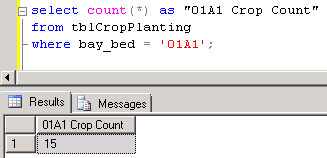 select count(*) as "01A1 Crop Count"
from tblCropPlanting
where bay_bed = '01A1';
Results Messages
01A1 Crop Count
1 15